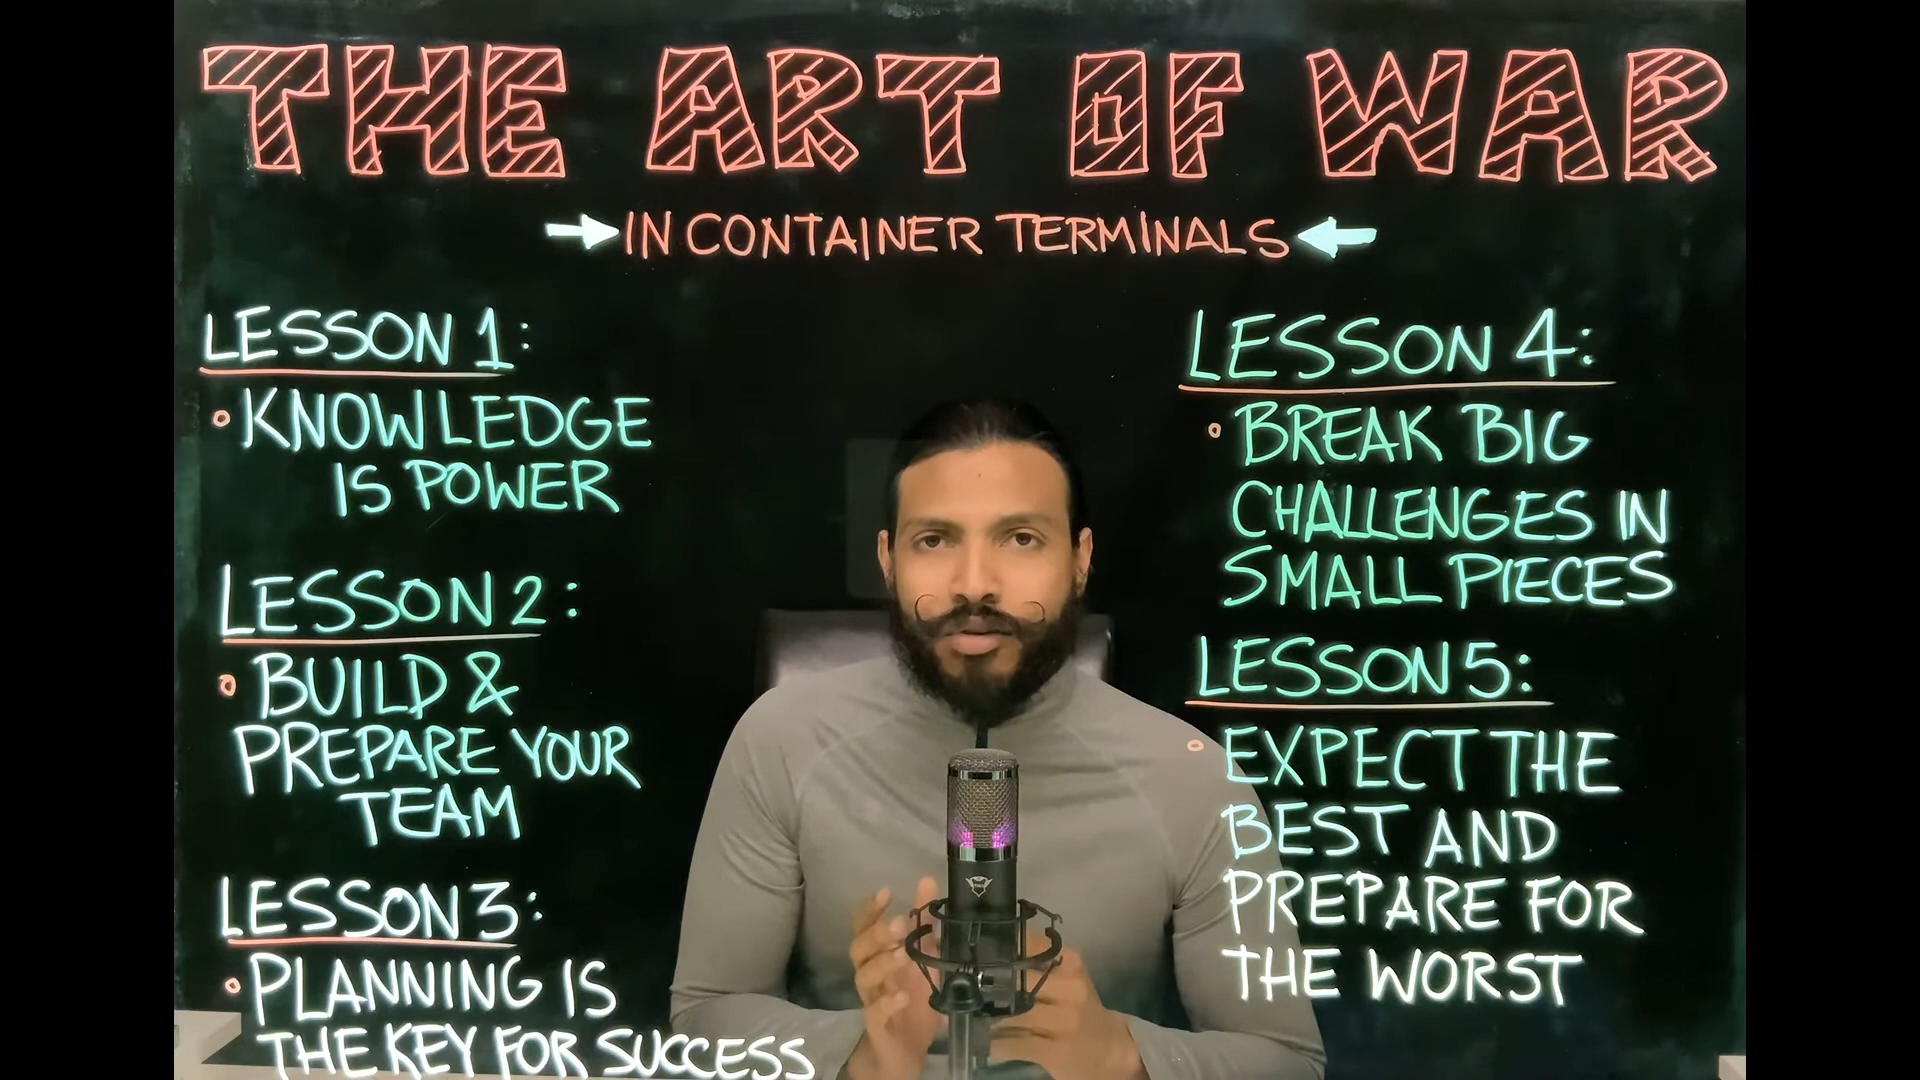 THE ART OF WAR
IN CONTAINER TERMINALS
LESSON 1:
KNOWLEDGE
IS POWER
LESSON 2:
BUILD &
PREPARE YOUR
TEAM
LESSON 3:
PLANNING IS
THE KEY FOR SUCCESS
LESSON 4:
BREAK BIG
CHALLENGES IN
SMALL PIECES
LESSON 5:
EXPECT THE
BEST AND
PREPARE FOR
THE WORST